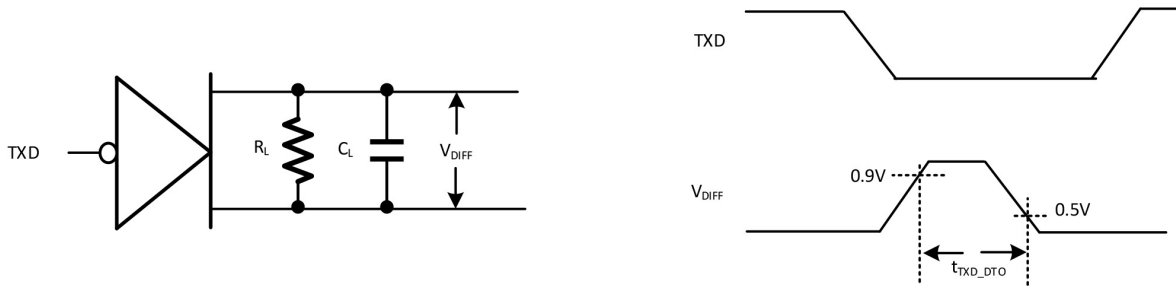 TXD
R_L
C_L
V_DIFF
TXD
V_DIFF
0.9V
0.5V
t_TXD_DTO